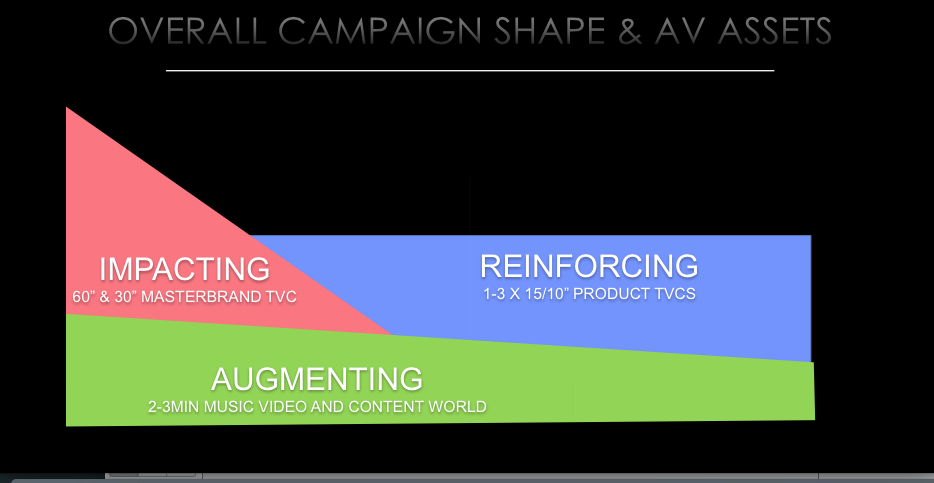 OVERALL CAMPAIGN SHAPE & AV ASSETS
IMPACTING
60” & 30” MASTERBRAND TVC
REINFORCING
1-3 X 15/10” PRODUCT TVCS
AUGMENTING
2-3MIN MUSIC VIDEO AND CONTENT WORLD